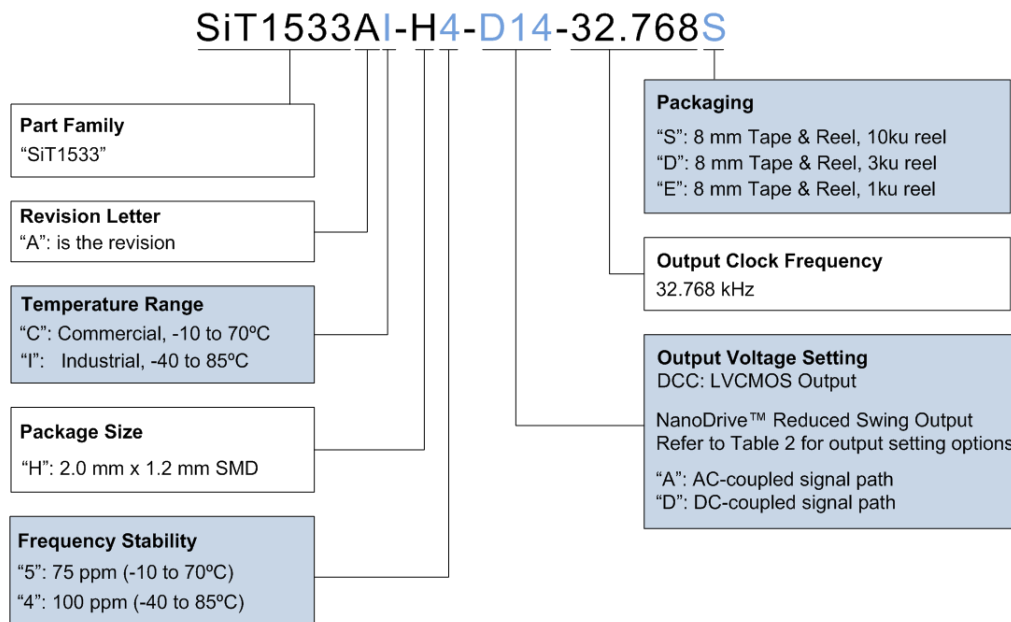 SiT1533AI-H4-D14-32.768S
Part Family
“SiT1533”
Revision Letter
“A”: is the revision
Temperature Range
“C”: Commercial, -10 to 70ºC
“I”: Industrial, -40 to 85ºC
Package Size
“H”: 2.0 mm x 1.2 mm SMD
Frequency Stability
“5”: 75 ppm (-10 to 70ºC)
“4”: 100 ppm (-40 to 85ºC)
Packaging
“S”: 8 mm Tape & Reel, 10ku reel
“D”: 8 mm Tape & Reel, 3ku reel
“E”: 8 mm Tape & Reel, 1ku reel
Output Clock Frequency
32.768 kHz
Output Voltage Setting
DCC: LVCMOS Output
NanoDrive™ Reduced Swing Output
Refer to Table 2 for output setting options
“A”: AC-coupled signal path
“D”: DC-coupled signal path